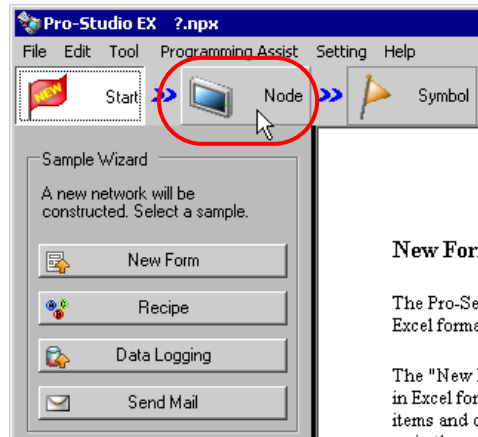 Pro-Studio EX ?.npx
File Edit Tool Programming Assist Setting Help
NEW Start Node Symbol
Sample Wizard
A new network will be
constructed. Select a sample.
New Form
Recipe
Data Logging
Send Mail
New For
The Pro-Se
Excel forma
The "New
in Excel for
items and